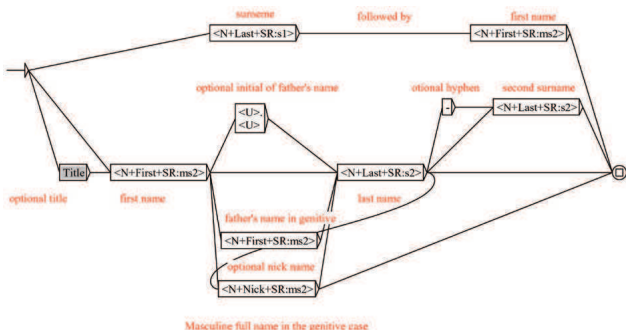 surneme followed by first name
<N+Last+SR:s1> <N+First+SR:ms2>
optional initial of father's name otional hyphen second surname
<U>.
<U>
- <N+Last+SR:s2>
Title <N+First+SR:ms2> <N+Last+SR:s2>
optional title first name last name
father's name in genitive
<N+First+SR:ms2>
optional nick name
<N+Nick+SR:ms2>
Masculine full name in the genitive case